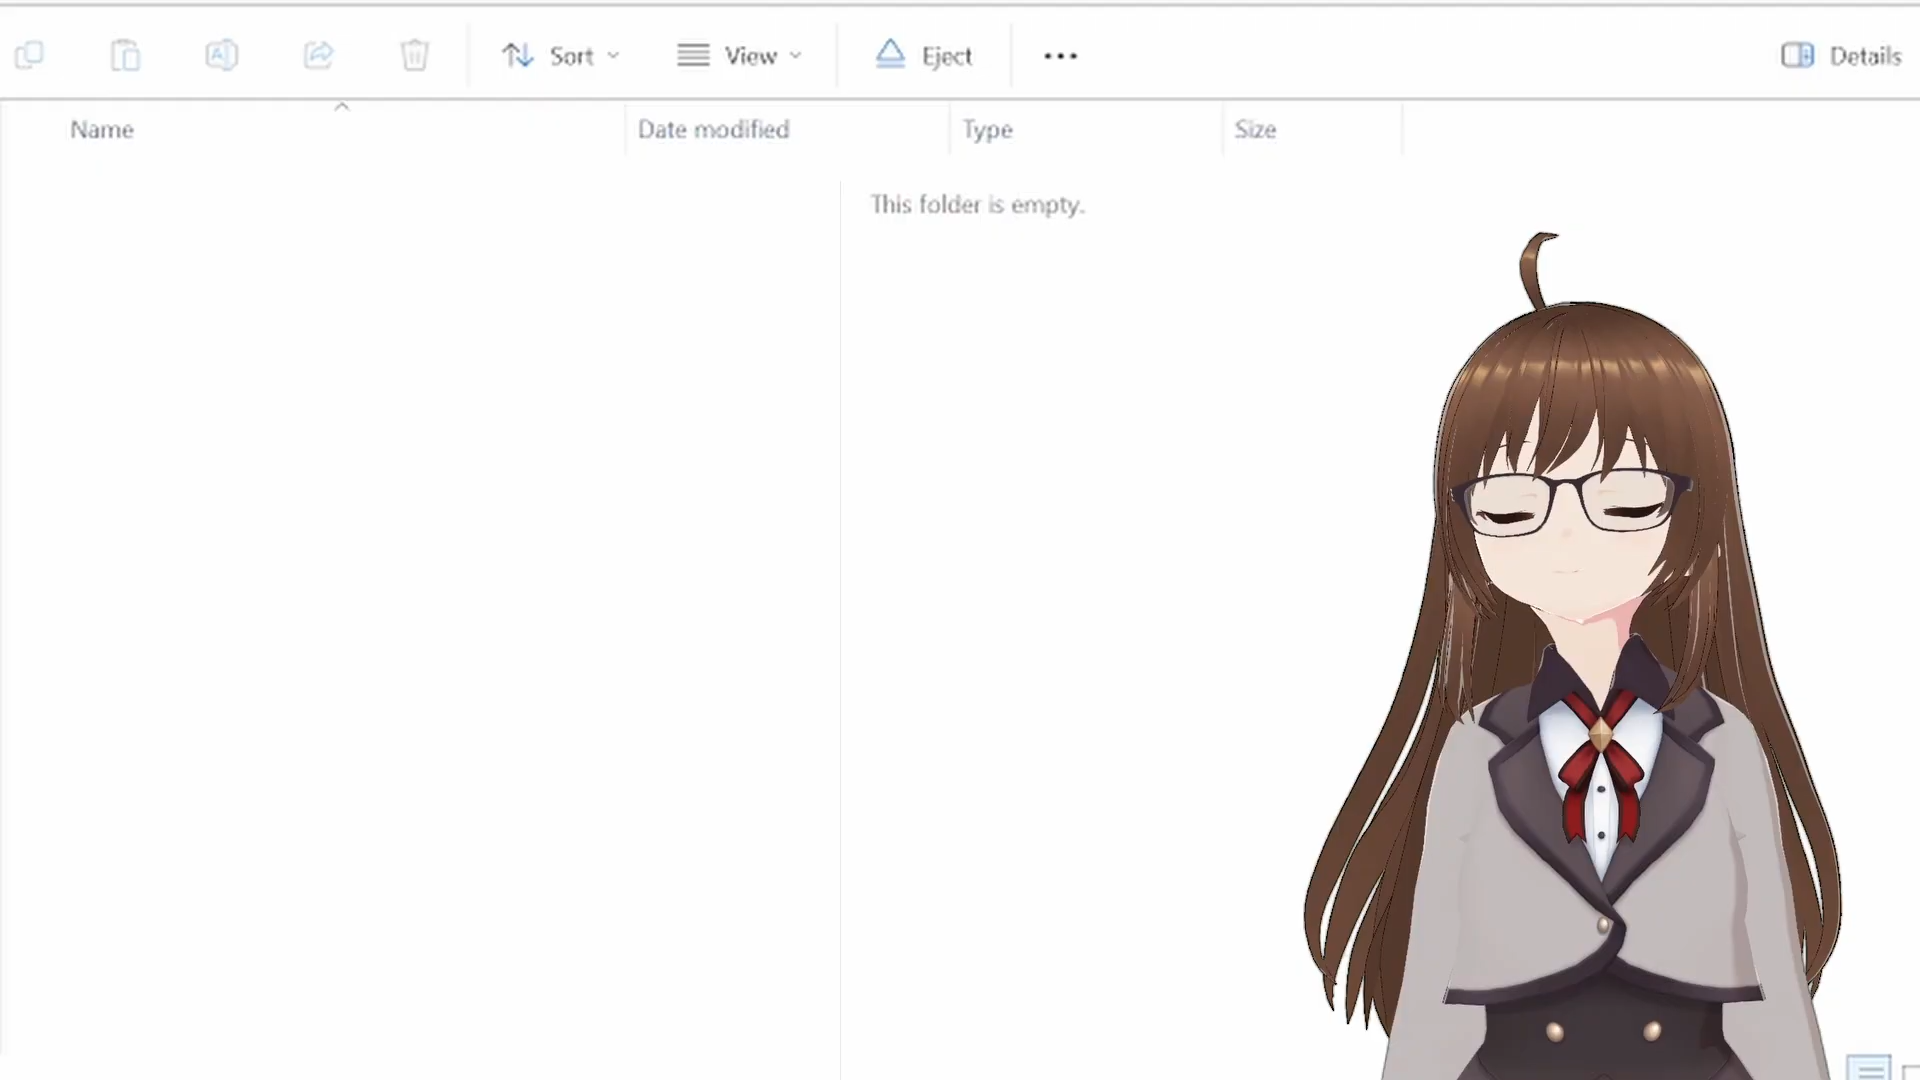 Sort View Eject ••• Details
Name Date modified Type Size
This folder is empty.